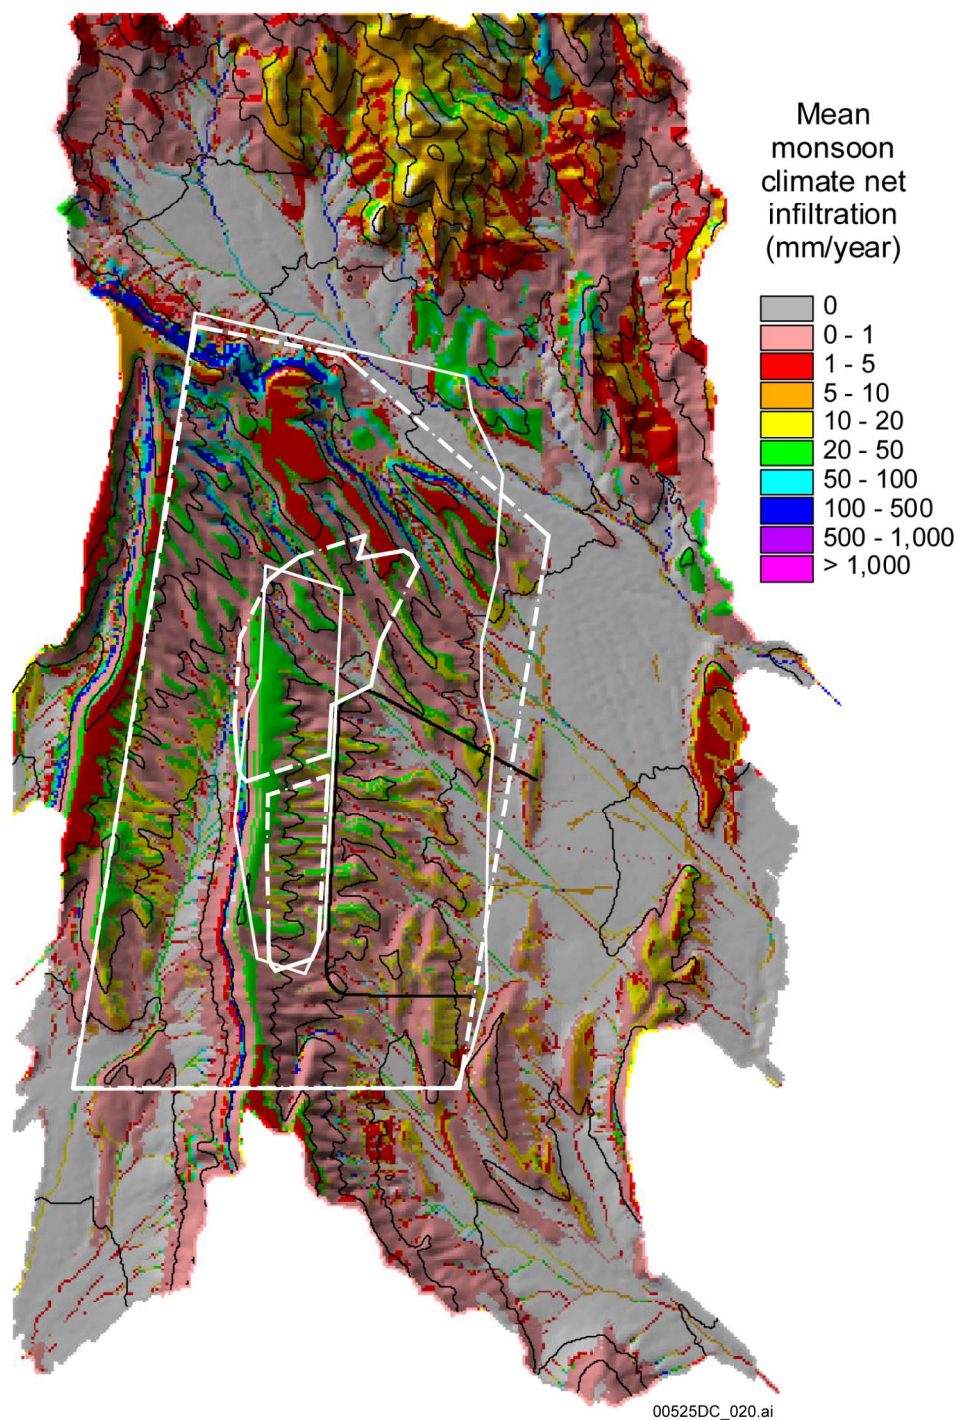 Mean
monsoon
climate net
infiltration
(mm/year)
0
0 - 1
1 - 5
5 - 10
10 - 20
20 - 50
50 - 100
100 - 500
500 - 1,000
> 1,000
00525DC_020.ai